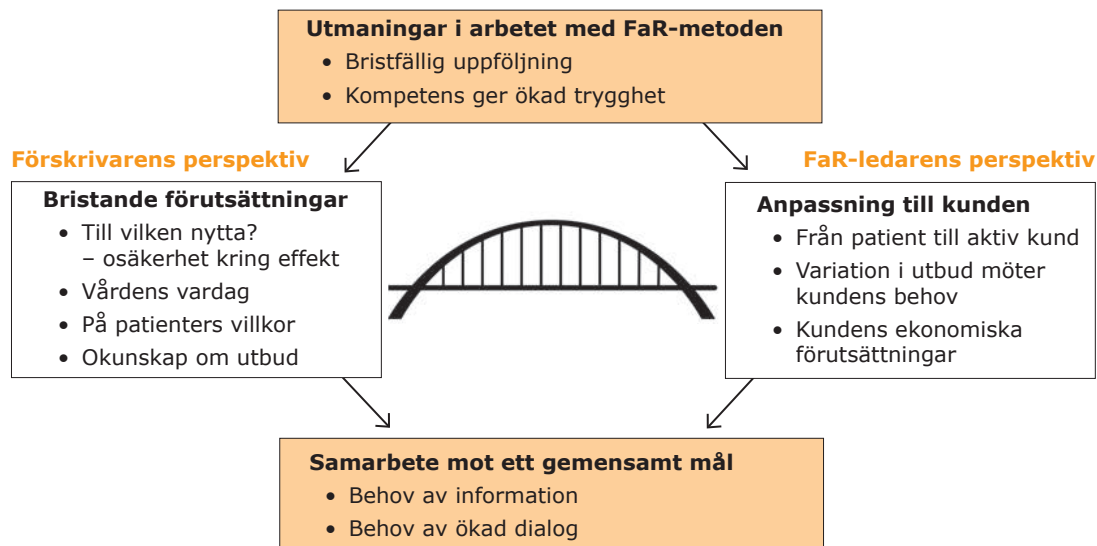 Utmaningar i arbetet med FaR-metoden
• Bristfällig uppföljning
• Kompetens ger ökad trygghet
Förskrivarens perspektiv
Bristande förutsättningar
• Till vilken nytta?
– osäkerhet kring effekt
• Vårdens vardag
• På patienters villkor
• Okunskap om utbud
FaR-ledarens perspektiv
Anpassning till kunden
• Från patient till aktiv kund
• Variation i utbud möter
kundens behov
• Kundens ekonomiska
förutsättningar
Samarbete mot ett gemensamt mål
• Behov av information
• Behov av ökad dialog